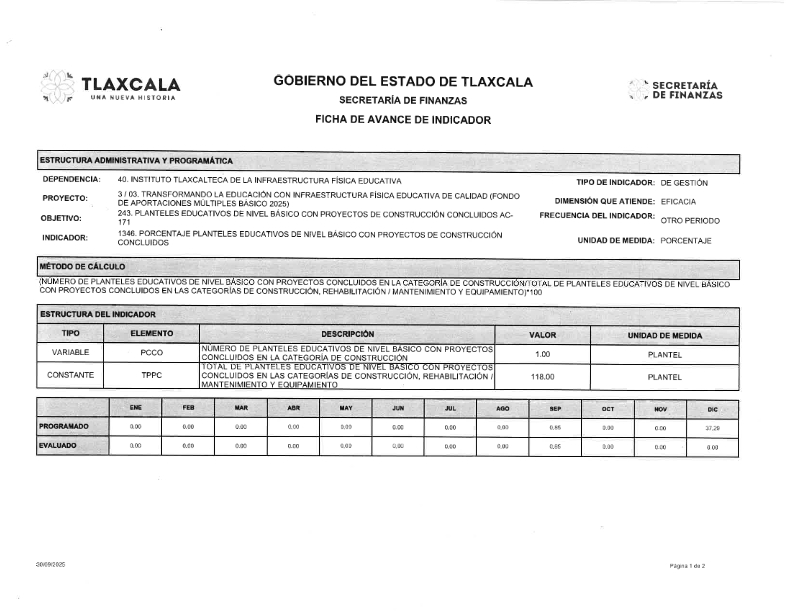 TLAXCALA
UNA NUEVA HISTORIA
GOBIERNO DEL ESTADO DE TLAXCALA
SECRETARÍA DE FINANZAS
FICHA DE AVANCE DE INDICADOR
SECRETARÍA
DE FINANZAS
ESTRUCTURA ADMINISTRATIVA Y PROGRAMÁTICA
DEPENDENCIA: 40. INSTITUTO TLAXCALTECA DE LA INFRAESTRUCTURA FÍSICA EDUCATIVA
TIPO DE INDICADOR: DE GESTIÓN
PROYECTO: 3 / 03. TRANSFORMANDO LA EDUCACIÓN CON INFRAESTRUCTURA FÍSICA EDUCATIVA DE CALIDAD (FONDO
DE APORTACIONES MÚLTIPLES BÁSICO 2025)
DIMENSIÓN QUE ATIENDE: EFICACIA
OBJETIVO: 243. PLANTELES EDUCATIVOS DE NIVEL BÁSICO CON PROYECTOS DE CONSTRUCCIÓN CONCLUIDOS AC-
171
FRECUENCIA DEL INDICADOR: OTRO PERIODO
INDICADOR: 1346. PORCENTAJE PLANTELES EDUCATIVOS DE NIVEL BÁSICO CON PROYECTOS DE CONSTRUCCIÓN
CONCLUIDOS
UNIDAD DE MEDIDA: PORCENTAJE
MÉTODO DE CÁLCULO
(NÚMERO DE PLANTELES EDUCATIVOS DE NIVEL BÁSICO CON PROYECTOS CONCLUIDOS EN LA CATEGORÍA DE CONSTRUCCIÓN/TOTAL DE PLANTELES EDUCATIVOS DE NIVEL BÁSICO
CON PROYECTOS CONCLUIDOS EN LAS CATEGORÍAS DE CONSTRUCCIÓN, REHABILITACIÓN / MANTENIMIENTO Y EQUIPAMIENTO)*100
ESTRUCTURA DEL INDICADOR
TIPO ELEMENTO DESCRIPCIÓN VALOR UNIDAD DE MEDIDA
VARIABLE PCCO NÚMERO DE PLANTELES EDUCATIVOS DE NIVEL BÁSICO CON PROYECTOS
CONCLUIDOS EN LA CATEGORÍA DE CONSTRUCCIÓN 1.00 PLANTEL
CONSTANTE TPPC TOTAL DE PLANTELES EDUCATIVOS DE NIVEL BÁSICO CON PROYECTOS
CONCLUIDOS EN LAS CATEGORÍAS DE CONSTRUCCIÓN, REHABILITACIÓN /
MANTENIMIENTO Y EQUIPAMIENTO 118.00 PLANTEL
ENE FEB MAR ABR MAY JUN JUL AGO SEP OCT NOV DIC
PROGRAMADO 0.00 0.00 0.00 0.00 0.00 0.00 0.00 0.00 0.85 0.00 0.00 37.29
EVALUADO 0.00 0.00 0.00 0.00 0.00 0.00 0.00 0.00 0.85 0.00 0.00 0.00
30/09/2025
Página 1 de 2